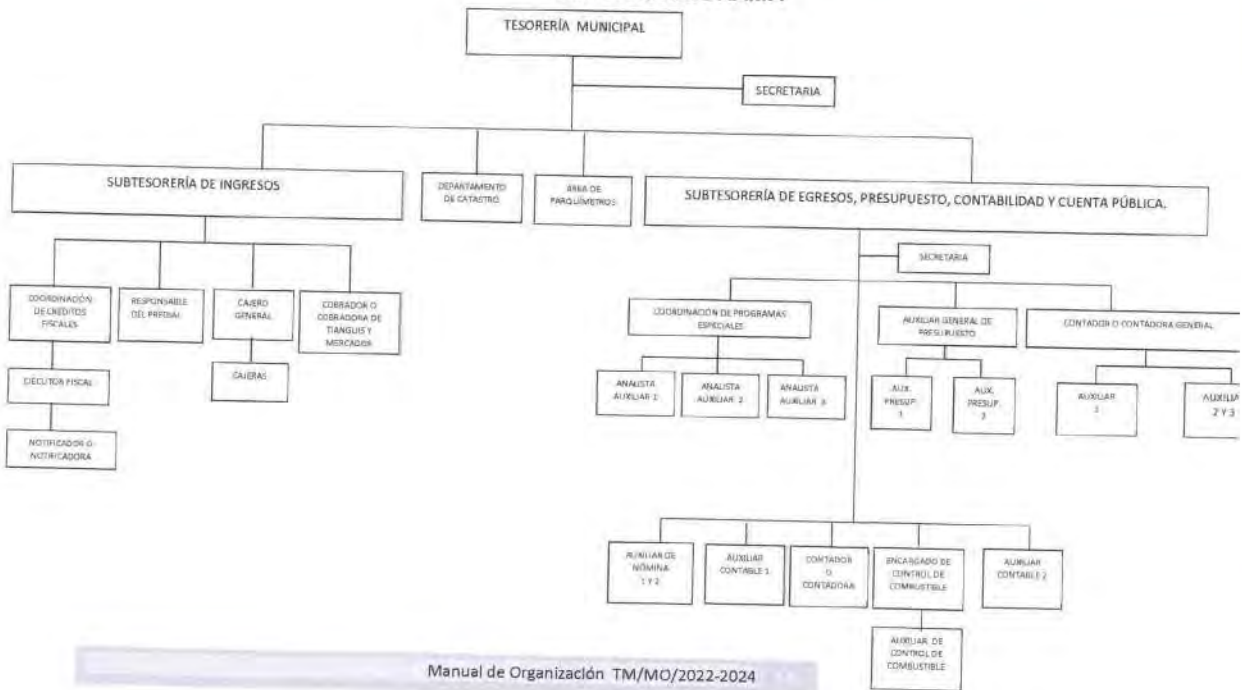 TESORERÍA MUNICIPAL
SECRETARIA
SUBTESORERÍA DE INGRESOS
DEPARTAMENTO
DE CATASTRO
ÁREA DE
PARQUÍMETROS
SUBTESORERÍA DE EGRESOS, PRESUPUESTO, CONTABILIDAD Y CUENTA PÚBLICA.
SECRETARIA
COORDINACIÓN
DE CRÉDITOS
FISCALES
RESPONSABLE
DEL PREDIAL
CAJERO
GENERAL
COBRADOR O
COBRADORA DE
TIANGUIS Y
MERCADOS
EJECUTOR FISCAL
CAJERAS
NOTIFICADOR O
NOTIFICADORA
COORDINACIÓN DE PROGRAMAS
ESPECIALES
AUXILIAR GENERAL DE
PRESUPUESTO
CONTADOR O CONTADORA GENERAL
ANALISTA
AUXILIAR 1
ANALISTA
AUXILIAR 2
ANALISTA
AUXILIAR 3
AUX.
PRESUP.
1
AUX.
PRESUP.
AUXILIAR
AUXILIA
2 Y 3
AUXILIAR DE
NÓMINA
1 Y 2
AUXILIAR
CONTABLE 1
CONTADOR
O
CONTADORA
ENCARGADO DE
CONTROL DE
COMBUSTIBLE
AUXILIAR
CONTABLE 2
AUXILIAR DE
CONTROL DE
COMBUSTIBLE
Manual de Organización TM/MO/2022-2024